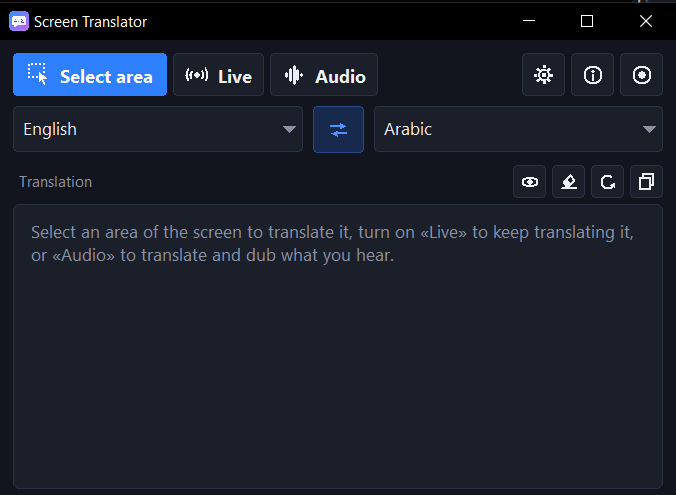 Screen Translator
Select area
Live
Audio
English
Arabic
Translation
Select an area of the screen to translate it, turn on «Live» to keep translating it,
or «Audio» to translate and dub what you hear.